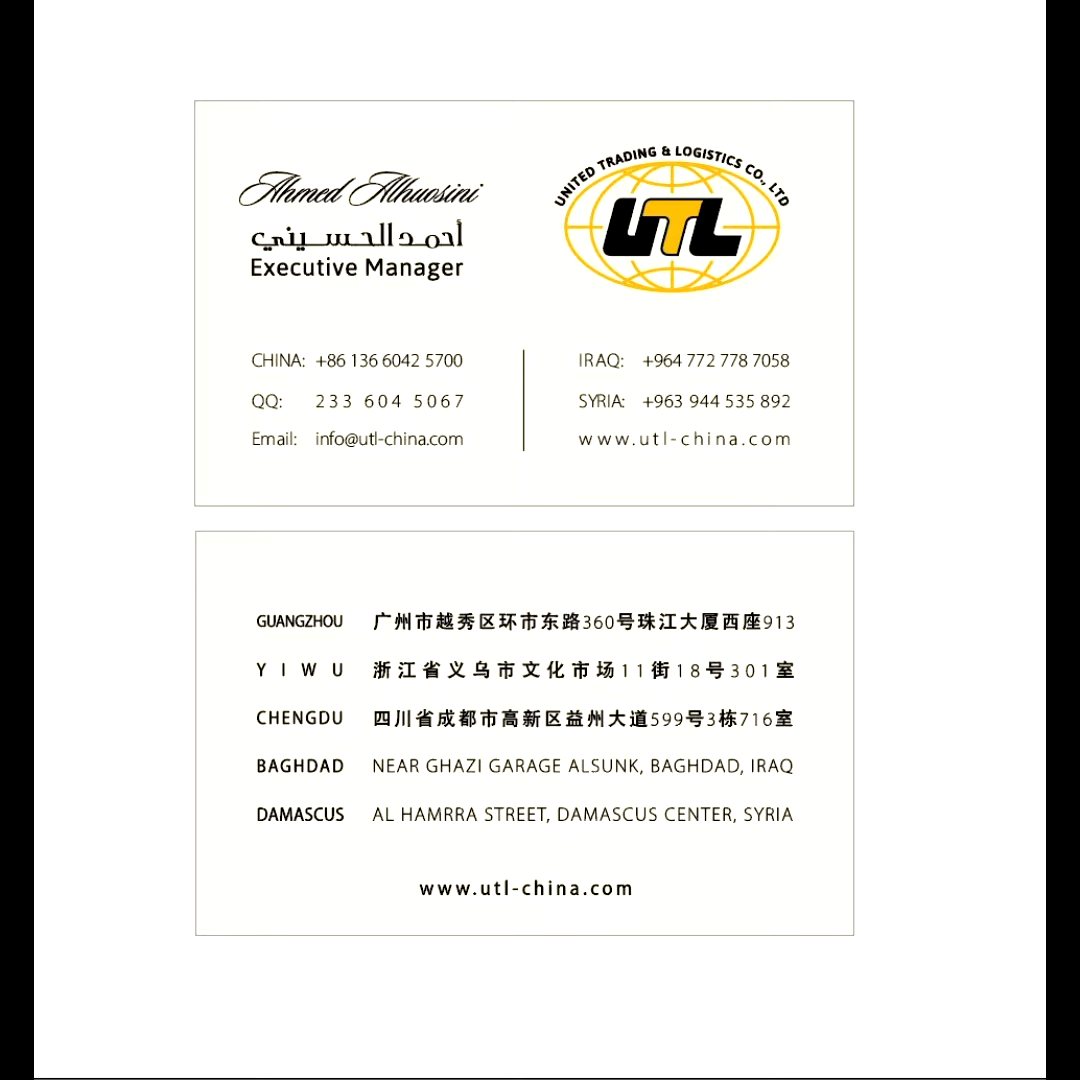 Ahmed Alhuosini
أحمد الحسيني
Executive Manager
UNITED TRADING & LOGISTICS CO., LTD
UTL
CHINA: +86 136 6042 5700
QQ: 233 604 5067
Email: info@utl-china.com
IRAQ: +964 772 778 7058
SYRIA: +963 944 535 892
www.utl-china.com
GUANGZHOU 广州市越秀区环市东路360号珠江大厦西座913
YIWU 浙江省义乌市文化市场11街18号301室
CHENGDU 四川省成都市高新区益州大道599号3栋716室
BAGHDAD NEAR GHAZI GARAGE ALSUNK, BAGHDAD, IRAQ
DAMASCUS AL HAMRRA STREET, DAMASCUS CENTER, SYRIA
www.utl-china.com